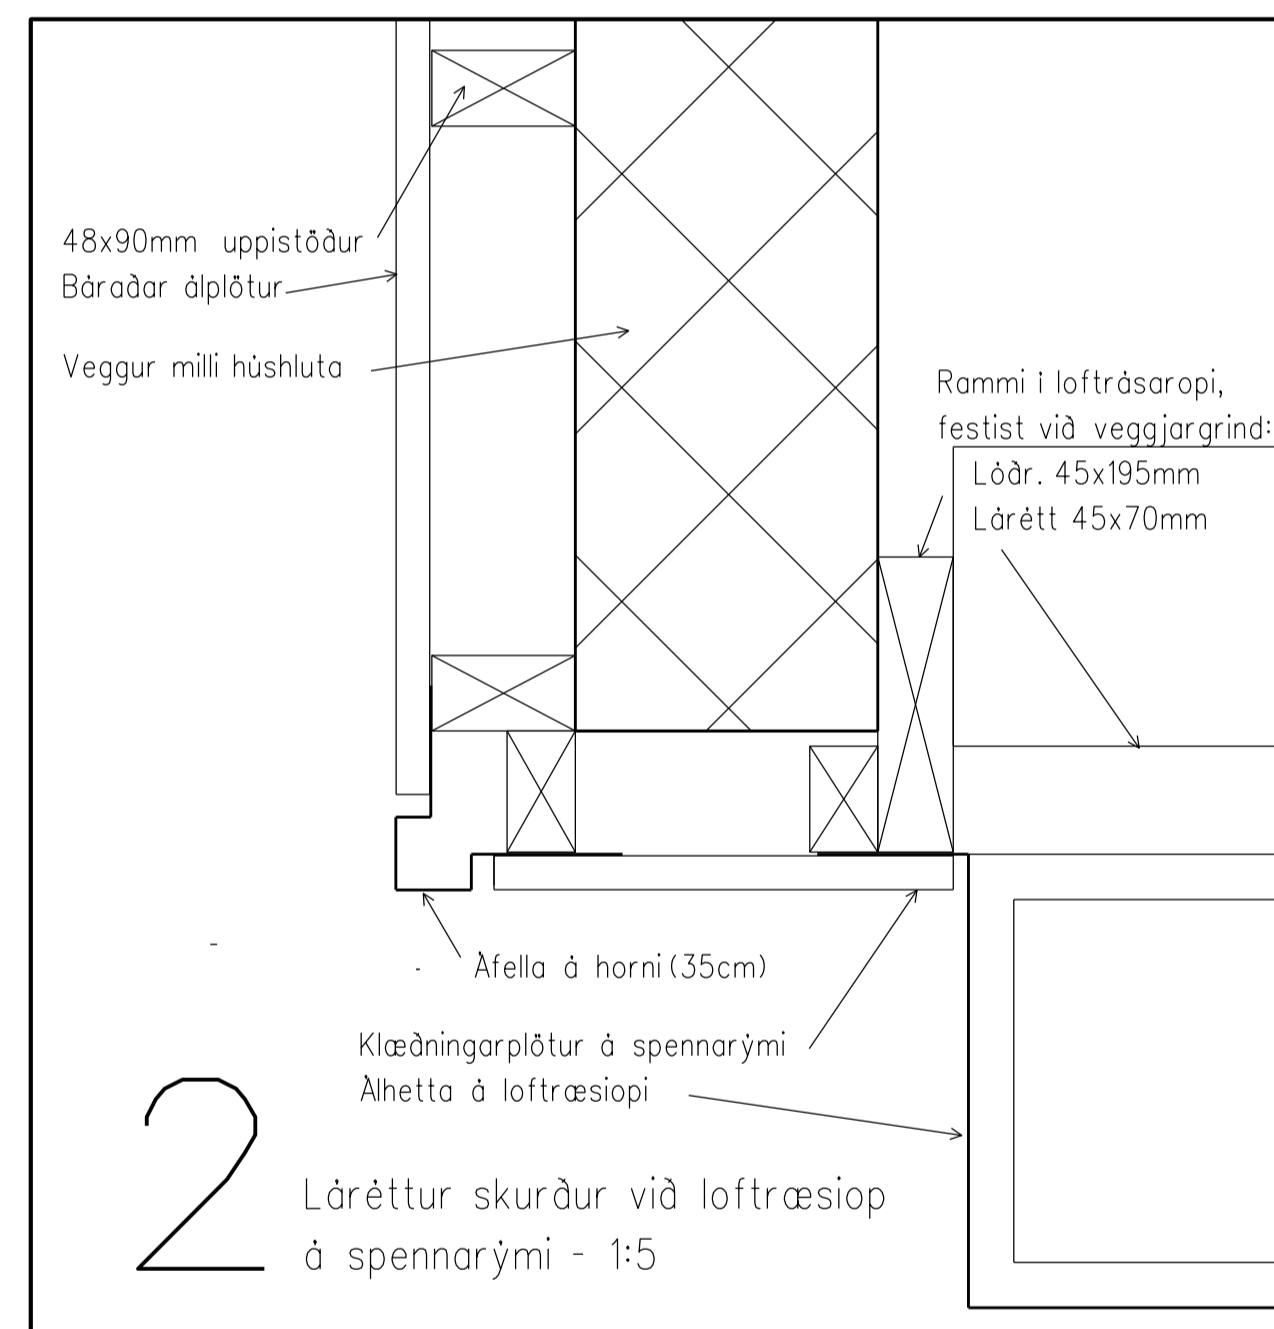 48x90mm uppistöður
Báraðar álplötur
Veggur milli húshluta
Rammi í loftrásaropi,
festist við veggjargrind:
Lóðr. 45x195mm
Lárétt 45x70mm
Áfella á horni (35cm)
Klæðningarplötur á spennarými
Álhetta á loftræsiopi
2
Láréttur skurður við loftræsiop
á spennarými - 1:5